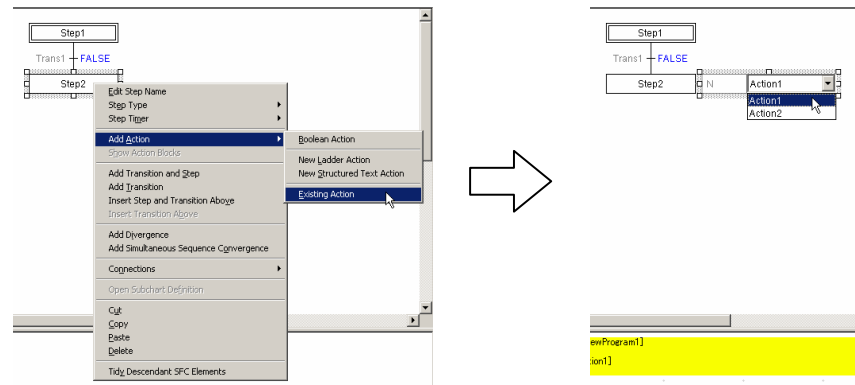 Step1
Trans1
FALSE
Step2
Edit Step Name
Step Type
Step Timer
Add Action
Show Action Blocks
Add Transition and Step
Add Transition
Insert Step and Transition Above
Insert Transition Above
Add Divergence
Add Simultaneous Sequence Convergence
Connections
Open Subchart Definition
Cut
Copy
Paste
Delete
Tidy Descendant SFC Elements
Boolean Action
New Ladder Action
New Structured Text Action
Existing Action
Step1
Trans1
FALSE
Step2
N
Action1
Action1
Action2
ewProgram1]
tion1]